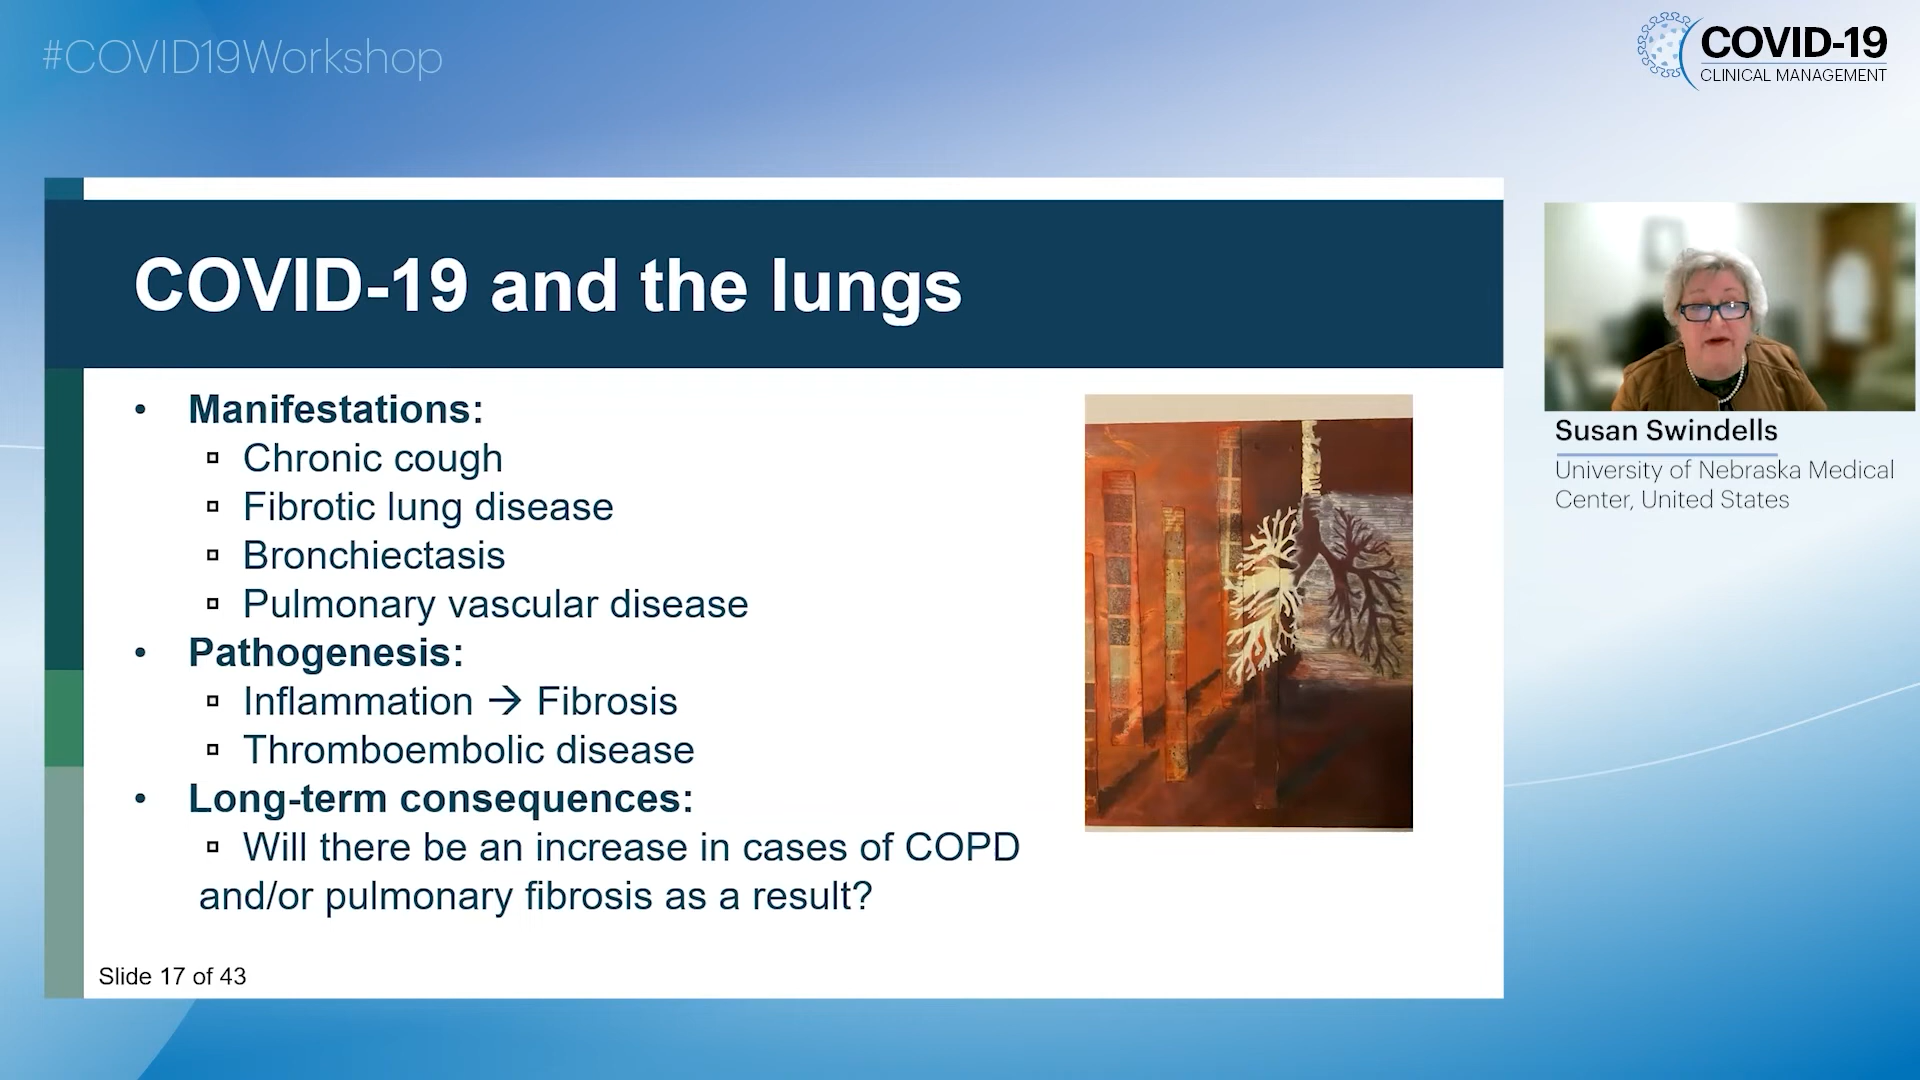 #COVID19Workshop
COVID-19
CLINICAL MANAGEMENT
COVID-19 and the lungs
• Manifestations:
▫ Chronic cough
▫ Fibrotic lung disease
▫ Bronchiectasis
▫ Pulmonary vascular disease
• Pathogenesis:
▫ Inflammation → Fibrosis
▫ Thromboembolic disease
• Long-term consequences:
▫ Will there be an increase in cases of COPD
and/or pulmonary fibrosis as a result?
Slide 17 of 43
Susan Swindells
University of Nebraska Medical
Center, United States